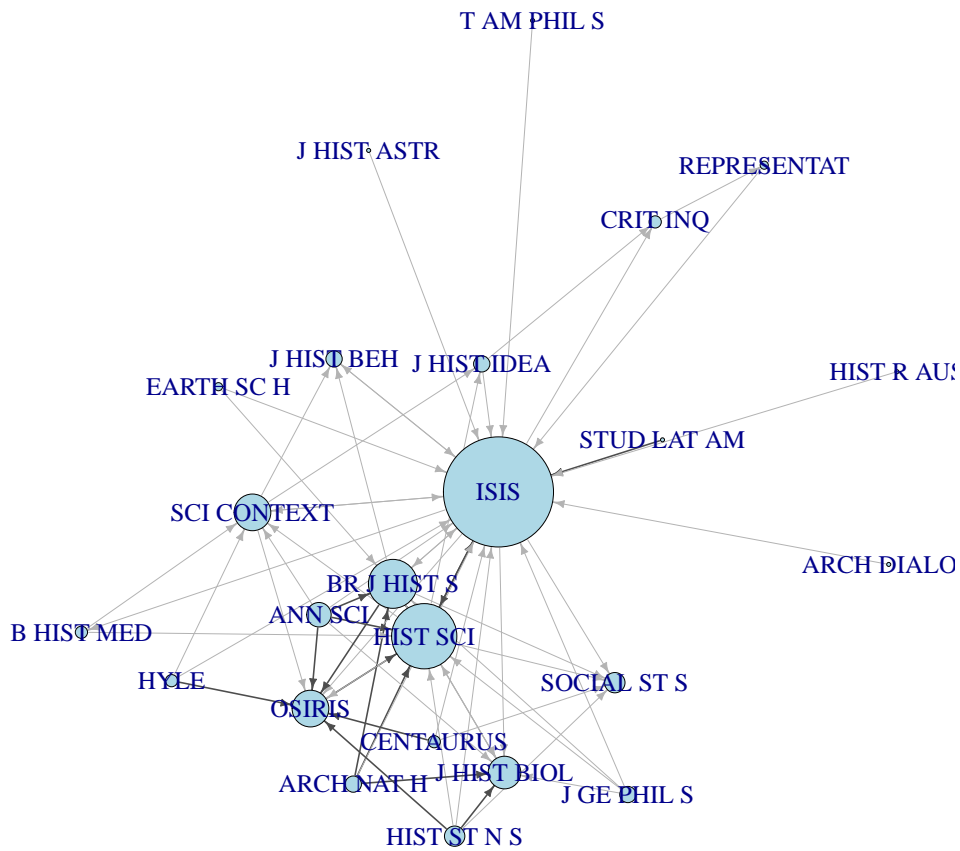 T AM PHIL S
J HIST ASTR
REPRESENTAT
CRIT INQ
J HIST BEH
J HIST IDEA
EARTH SC H
HIST R AUS
STUD LAT AM
ISIS
SCI CONTEXT
ARCH DIALO
BR J HIST S
ANN SCI
HIST SCI
B HIST MED
HYLE
SOCIAL ST S
OSIRIS
CENTAURUS
J HIST BIOL
ARCH NAT H
J GE PHIL S
HIST ST N S